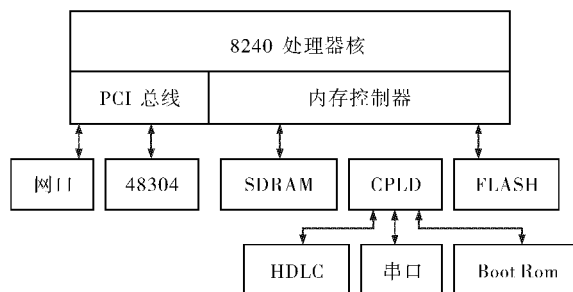 8240 处理器核
PCI 总线 内存控制器
网口 48304 SDRAM CPLD FLASH
HDLC 串口 Boot Rom